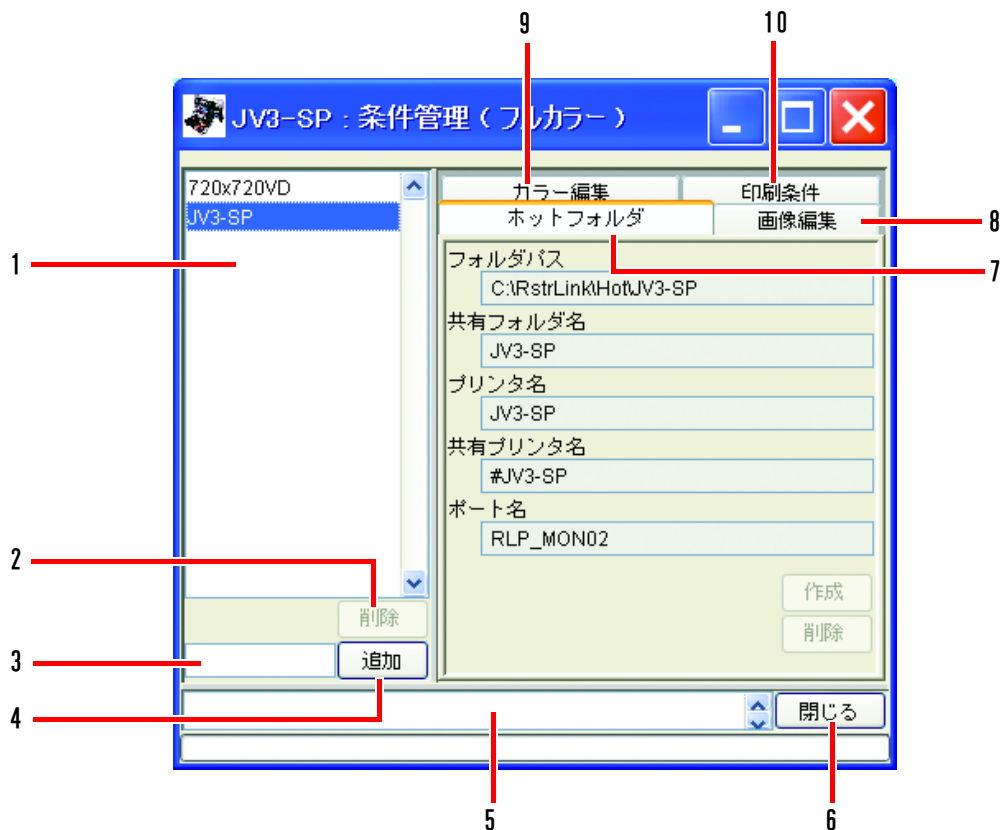 9
10
JV3-SP：条件管理（フルカラー）
720x720VD
JV3-SP
カラー編集
印刷条件
ホットフォルダ
画像編集
8
7
1
フォルダパス
C:\RstrLink\Hot\JV3-SP
共有フォルダ名
JV3-SP
プリンタ名
JV3-SP
共有プリンタ名
#JV3-SP
ポート名
RLP_MON02
2
削除
作成
削除
3
追加
4
閉じる
5
6